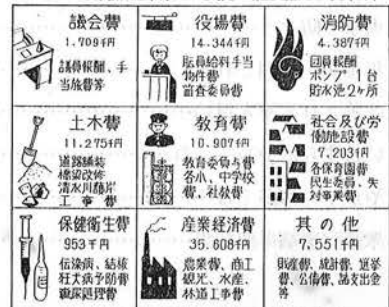 議会費
1.709千円
議員報酬、手
当旅費等
役場費
14.344千円
吏員給料手当
物件費
監査委員費
消防費
4.387千円
団員報酬
ポンプ1台
貯水池2ヶ所
土木費
11.275千円
道路舗装
橋梁改修
清水川護岸
工事費
教育費
10.907千円
教育委員会費
各小、中学校
費、社教費
社会及び労
働施設費
7.203千円
各保育園費
民生委員、失
対事業費
保健衛生費
953千円
伝染病、結核
狂犬病予防費
糞尿処理費
産業経済費
35.608千円
農業費、商工
観光、水産、
林道工事費
其の他
7.551千円
財産費、統計費、選挙
費、公債費、諸支出金
等